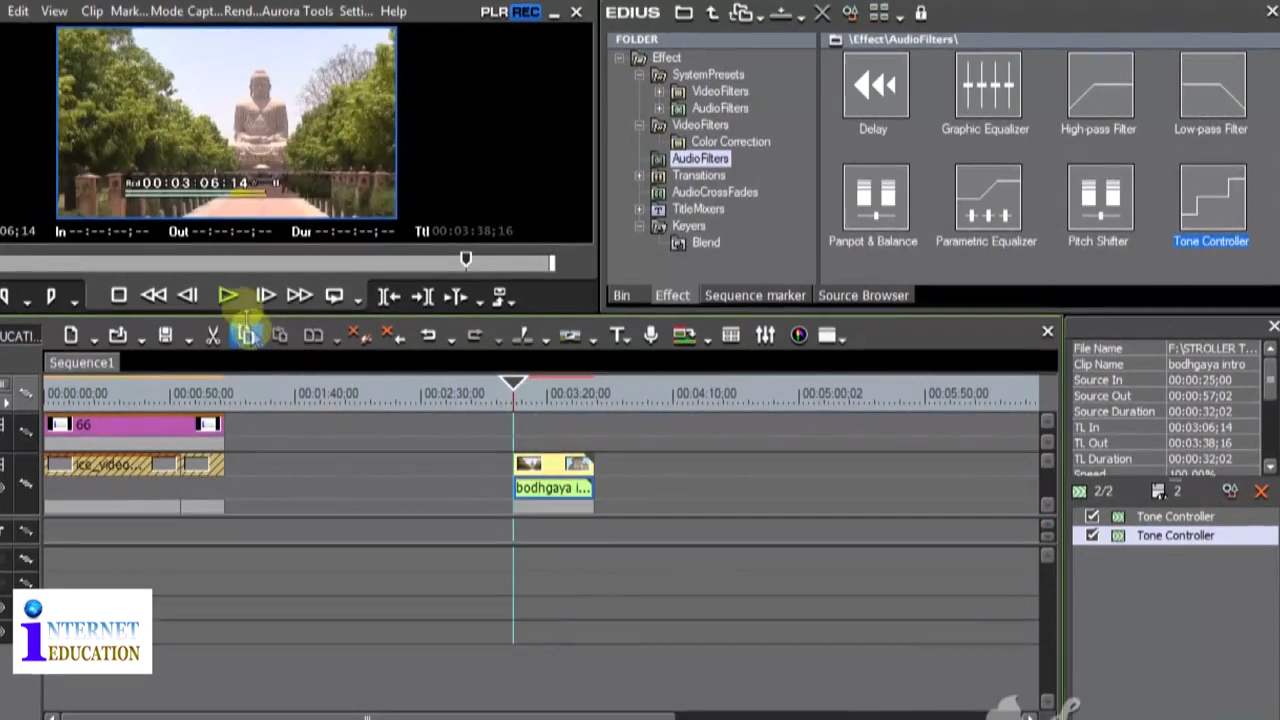 Edit View Clip Mark... Mode Capt... Rend... Aurora Tools Setti... Help PLR REC
EDIUS
FOLDER
Effect
SystemPresets
VideoFilters
AudioFilters
VideoFilters
Color Correction
AudioFilters
Transitions
AudioCrossFades
TitleMixers
Keyers
Blend
\Effect\AudioFilters\
Delay Graphic Equalizer High-pass Filter Low-pass Filter
Panpot & Balance Parametric Equalizer Pitch Shifter Tone Controller
Bin Effect Sequence marker Source Browser
Rcd 00:03:06:14
06;14 In --:--;-- Out --:--;-- Dur --:--;-- Ttl 00:03:38;16
UCATI...
Sequence1
00:00:00;00 00:00:50;00 00:01:40;00 00:02:30;00 00:03:20;00 00:04:10;00 00:05:00;02 00:05:50;00
66
ice_video...
bodhgaya i...
File Name F:\STROLLER T...
Clip Name bodhgaya intro
Source In 00:00:25;00
Source Out 00:00:57;02
Source Duration 00:00:32;02
TL In 00:03:06;14
TL Out 00:03:38;16
TL Duration 00:00:32;02
Speed 100.00%
2/2 2
Tone Controller
Tone Controller
iNTERNET
EDUCATION